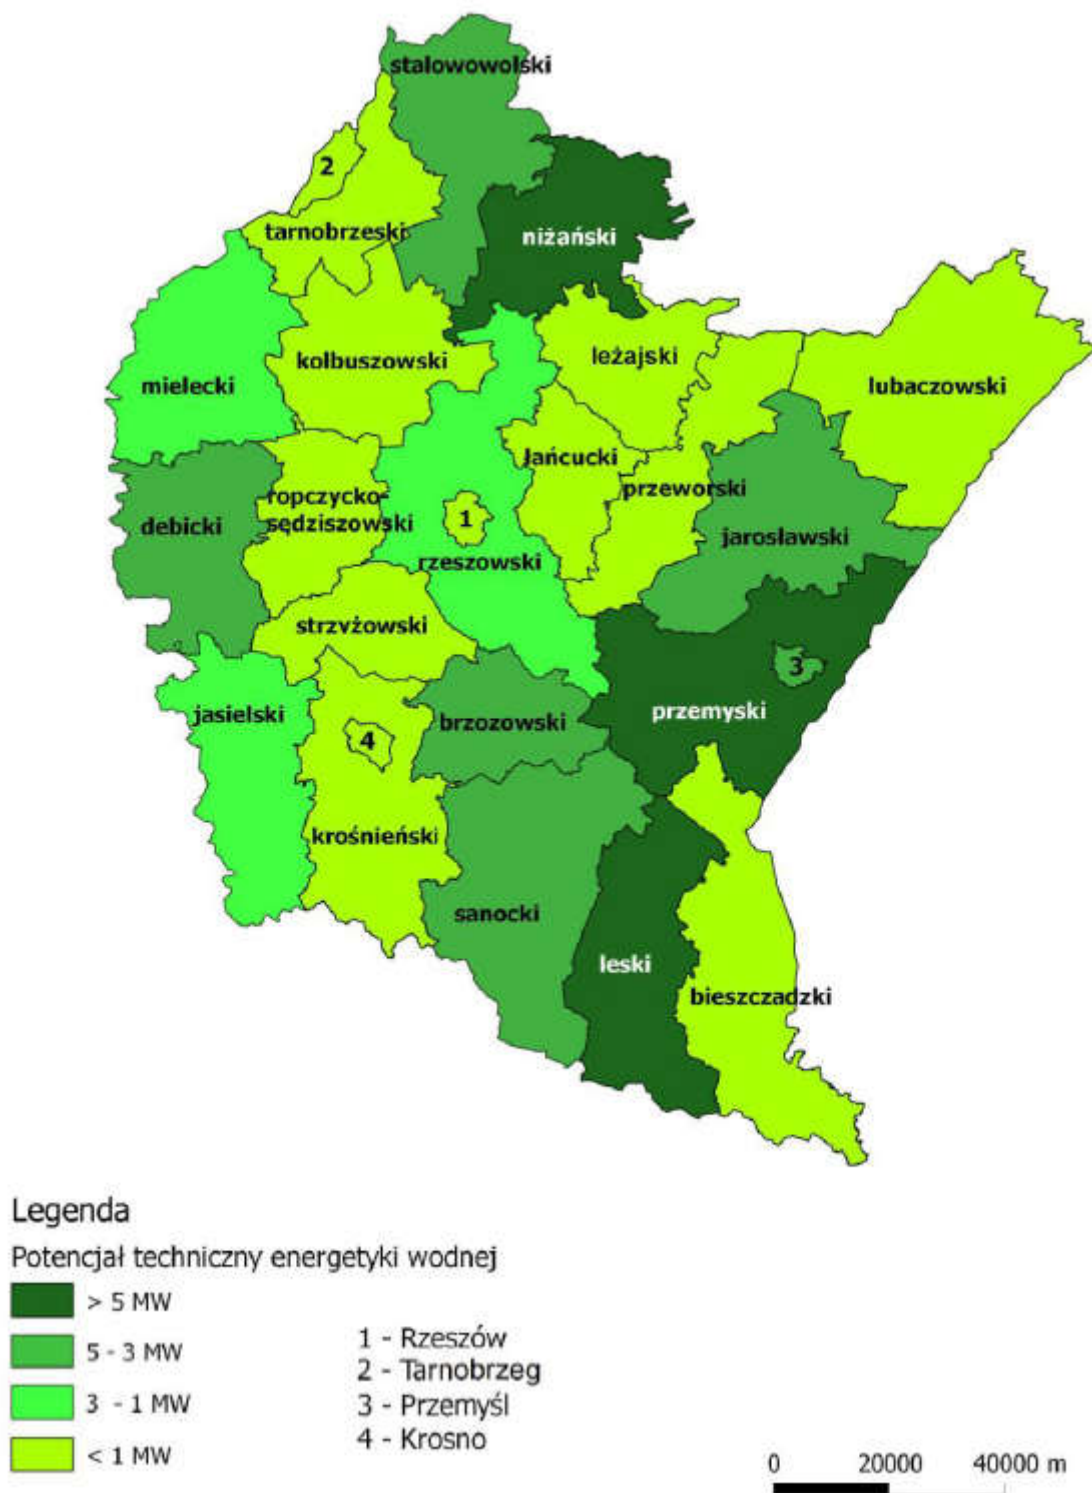 stalowowolski
2
tarnobrzeski
niżański
kolbuszowski
leżajski
mielecki
lubaczowski
łańcucki
ropczycko-
sędziszowski
przeworski
debicki
1
rzeszowski
jarosławski
strzyżowski
3
jasielski
brzozowski
przemyski
4
krośnieński
sanocki
leski
bieszczadzki
Legenda
Potencjał techniczny energetyki wodnej
> 5 MW
5 - 3 MW
3 - 1 MW
< 1 MW
1 - Rzeszów
2 - Tarnobrzeg
3 - Przemyśl
4 - Krosno
0 20000 40000 m